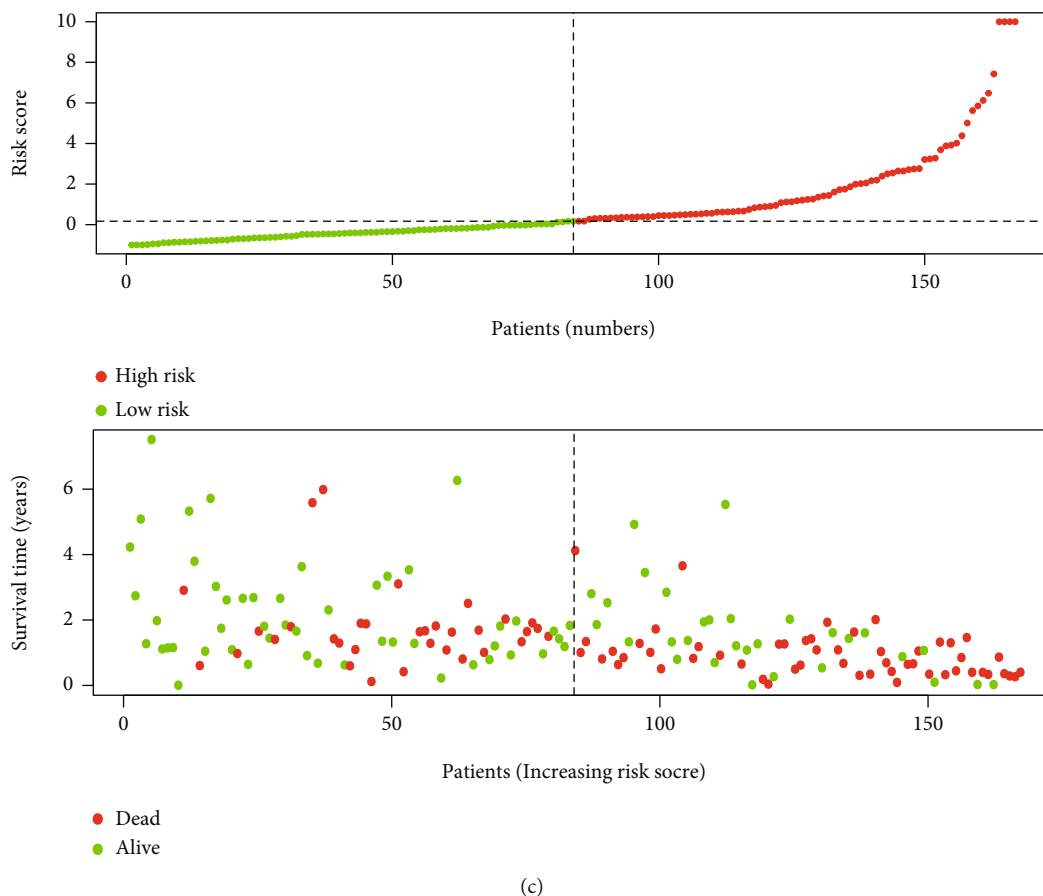 10
8
6
4
2
0
Risk score
0 50 100 150
Patients (numbers)
High risk
Low risk
6
4
2
0
Survival time (years)
0 50 100 150
Patients (Increasing risk socre)
Dead
Alive
(c)